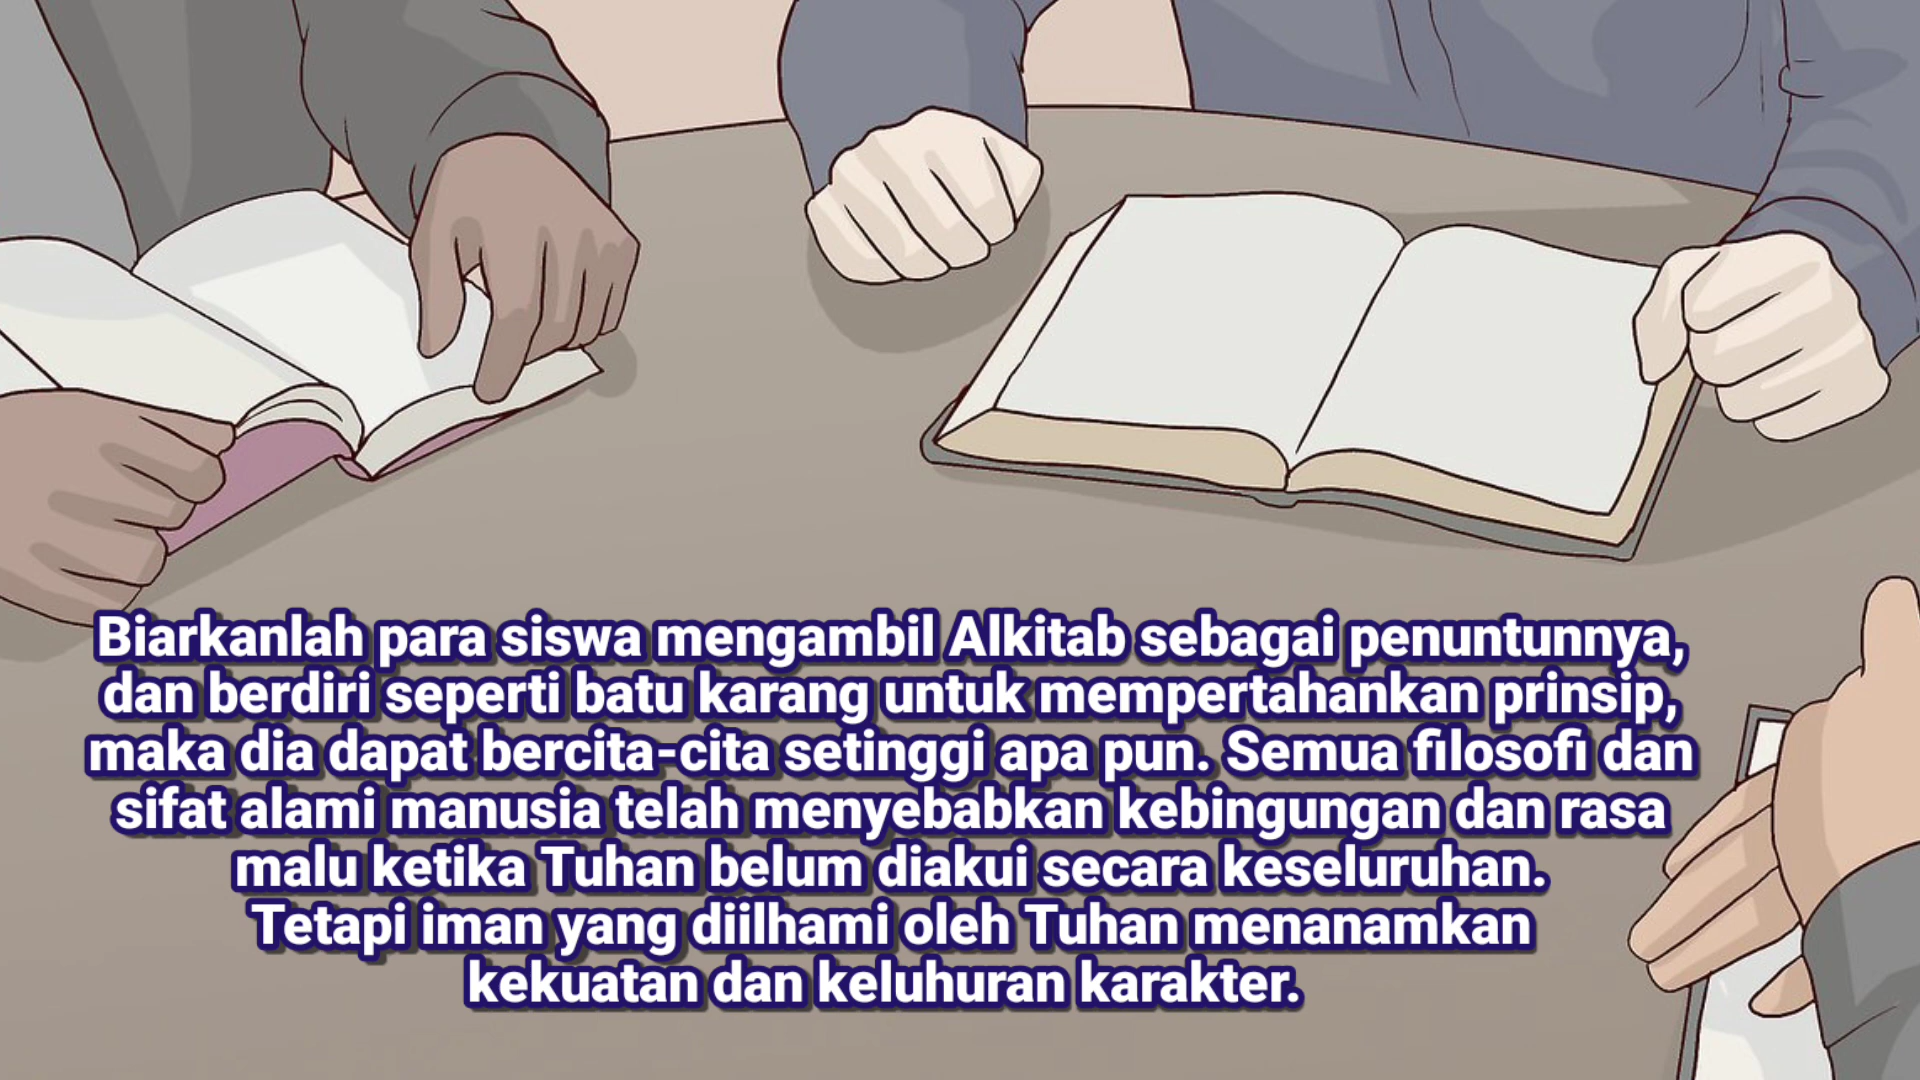 Biarkanlah para siswa mengambil Alkitab sebagai penuntunnya,
dan berdiri seperti batu karang untuk mempertahankan prinsip,
maka dia dapat bercita-cita setinggi apa pun. Semua filosofi dan
sifat alami manusia telah menyebabkan kebingungan dan rasa
malu ketika Tuhan belum diakui secara keseluruhan.
Tetapi iman yang diilhami oleh Tuhan menanamkan
kekuatan dan keluhuran karakter.